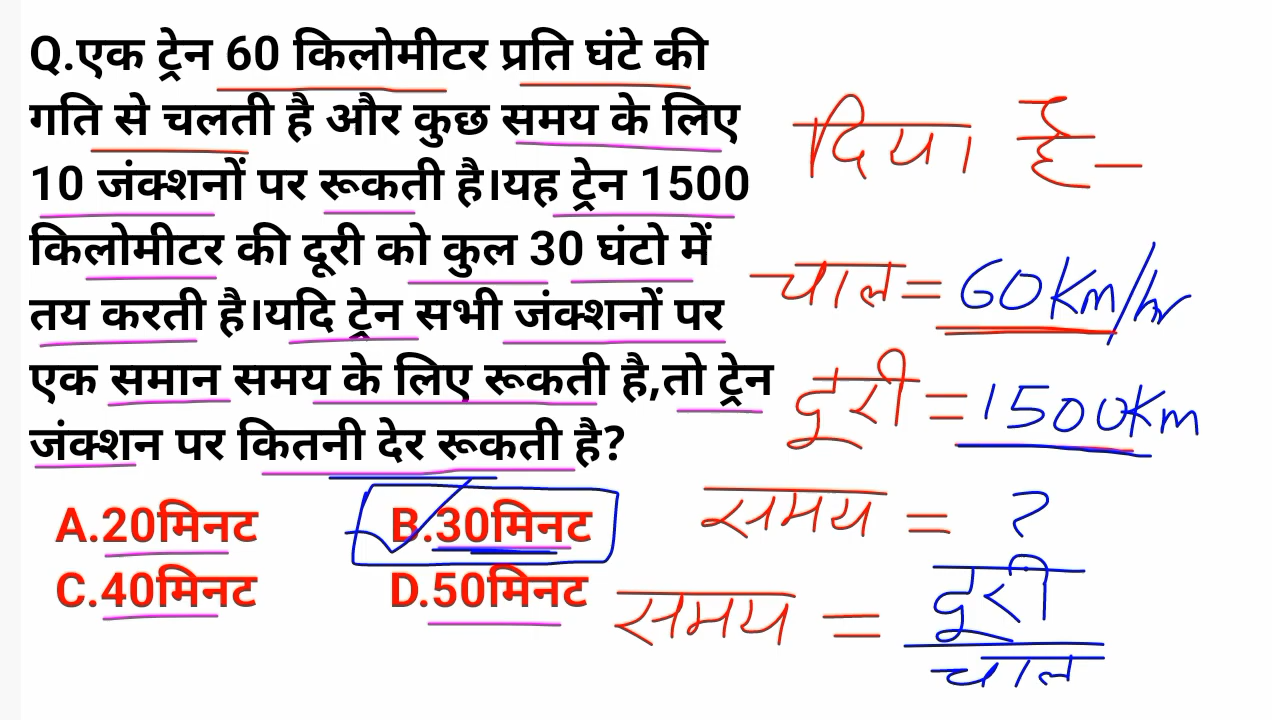 Q.एक ट्रेन 60 किलोमीटर प्रति घंटे की
गति से चलती है और कुछ समय के लिए
10 जंक्शनों पर रूकती है।यह ट्रेन 1500
किलोमीटर की दूरी को कुल 30 घंटो में
तय करती है।यदि ट्रेन सभी जंक्शनों पर
एक समान समय के लिए रूकती है,तो ट्रेन
जंक्शन पर कितनी देर रूकती है?
A.20मिनट B.30मिनट
C.40मिनट D.50मिनट
दिया है-
चाल = 60Km/hr
दूरी = 1500Km
समय = ?
समय = दूरी
चाल